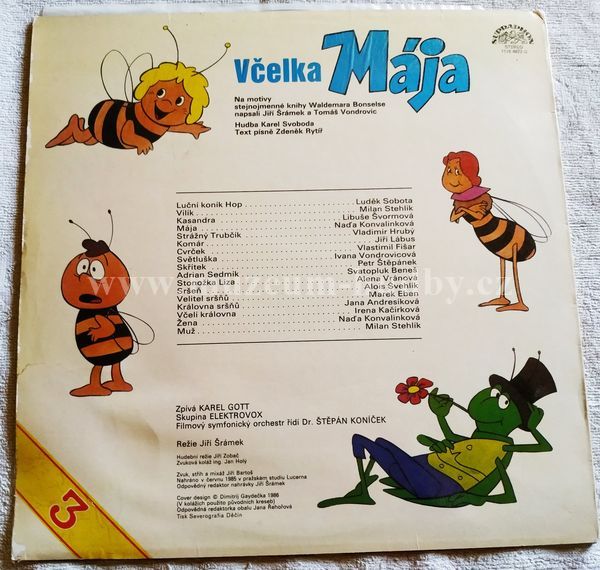 Včelka Mája
SUPRAPHON
STEREO
Na motivy
stejnojmenné knihy Waldemara Bonselse
napsali Jiří Šrámek a Tomáš Vondrovic
Hudba Karel Svoboda
Text písně Zdeněk Rytíř
Luční koník Hop Luděk Sobota
Vilík Milan Stehlík
Kasandra Libuše Švormová
Mája Naďa Konvalinková
Strážný Trubčík Vladimír Hrubý
Komár Jiří Lábus
Cvrček Vlastimil Fišar
Světluška Ivana Vondrovicová
Skřítek Petr Štěpánek
Adrian Sedmík Svatopluk Beneš
Stonožka Líza Alena Vránová
Sršeň Alois Švehlík
Velitel sršňů Marek Eben
Královna sršňů Jana Andresíková
Včelí královna Irena Kačírková
Žena Naďa Konvalinková
Muž Milan Stehlík
Zpívá KAREL GOTT
Skupina ELEKTROVOX
Filmový symfonický orchestr řídí Dr. ŠTĚPÁN KONÍČEK
Režie Jiří Šrámek
Hudební režie Jiří Zobač
Zvuková koláž ing. Jan Holý
Zvuk, střih a mixáž Jiří Bartoš
Nahráno v červnu 1985 v pražském studiu Lucerna
Odpovědný redaktor nahrávky Jiří Šrámek
Cover design © Dimitrij Gaydečka 1986
(V kolážích použito původních kreseb)
Odpovědná redaktorka obalu Jana Řehořová
Tisk Severografia Děčín
3